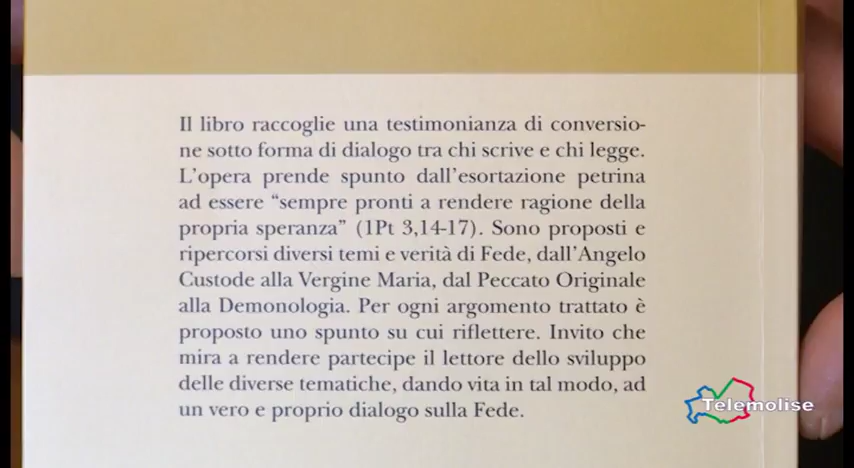 Il libro raccoglie una testimonianza di conversio-
ne sotto forma di dialogo tra chi scrive e chi legge.
L'opera prende spunto dall'esortazione petrina
ad essere “sempre pronti a rendere ragione della
propria speranza” (1Pt 3,14-17). Sono proposti e
ripercorsi diversi temi e verità di Fede, dall'Angelo
Custode alla Vergine Maria, dal Peccato Originale
alla Demonologia. Per ogni argomento trattato è
proposto uno spunto su cui riflettere. Invito che
mira a rendere partecipe il lettore dello sviluppo
delle diverse tematiche, dando vita in tal modo, ad
un vero e proprio dialogo sulla Fede.
Telemolise